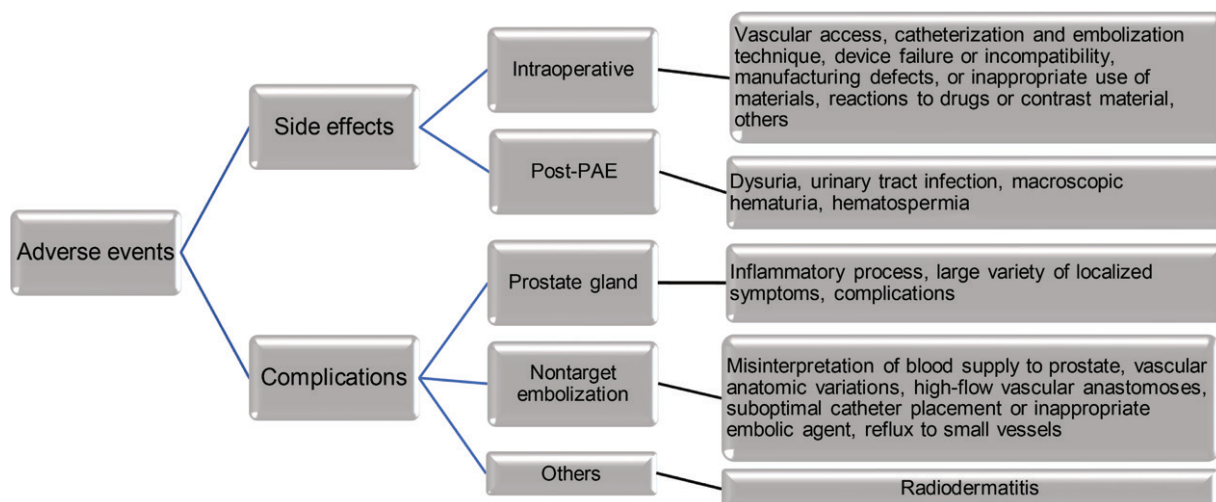 Adverse events
Side effects
Intraoperative
Vascular access, catheterization and embolization
technique, device failure or incompatibility,
manufacturing defects, or inappropriate use of
materials, reactions to drugs or contrast material,
others
Post-PAE
Dysuria, urinary tract infection, macroscopic
hematuria, hematospermia
Complications
Prostate gland
Inflammatory process, large variety of localized
symptoms, complications
Nontarget
embolization
Misinterpretation of blood supply to prostate, vascular
anatomic variations, high-flow vascular anastomoses,
suboptimal catheter placement or inappropriate
embolic agent, reflux to small vessels
Others
Radiodermatitis